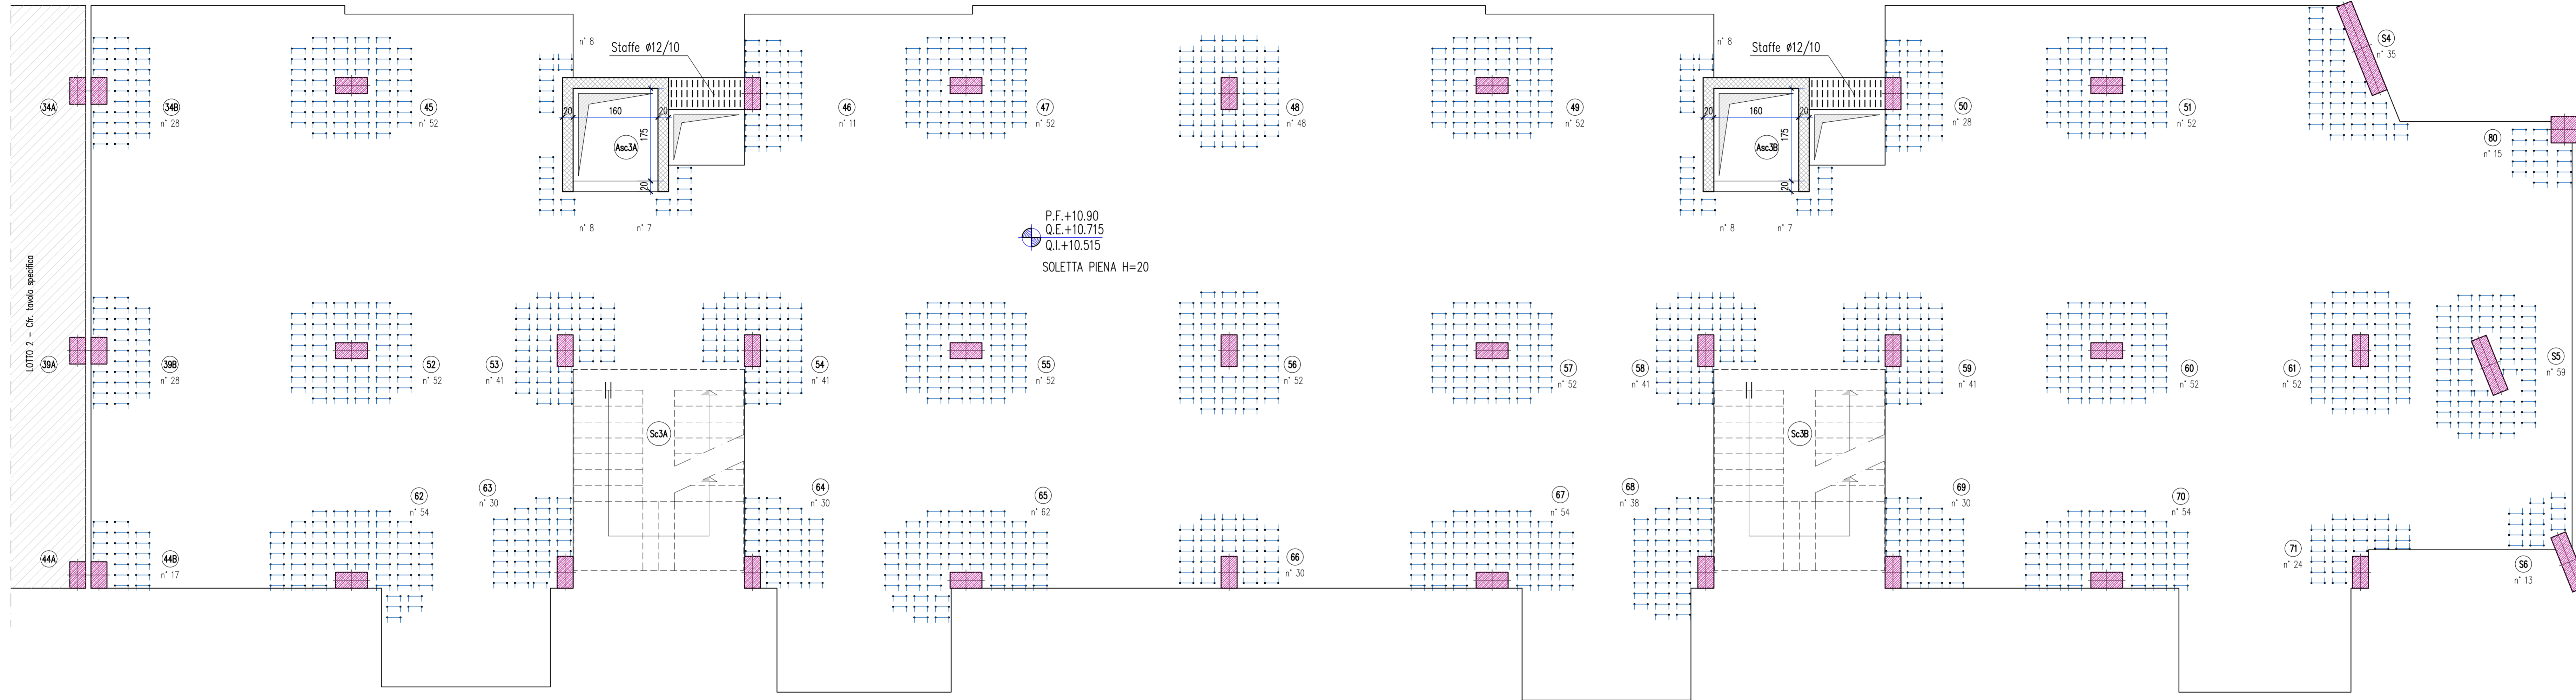 n° 8
Staffe ø12/10
n° 8
Staffe ø12/10
S4
n° 35
34A
34B
n° 28
45
n° 52
20
160
20
175
20
Asc3A
46
n° 11
47
n° 52
48
n° 48
49
n° 52
20
160
20
175
20
Asc3B
50
n° 28
51
n° 52
80
n° 15
n° 8
n° 7
P.F.+10.90
Q.E.+10.715
Q.I.+10.515
SOLETTA PIENA H=20
n° 8
n° 7
LOTTO 2 - Cfr. tavola specifica
39A
39B
n° 28
52
n° 52
53
n° 41
54
n° 41
55
n° 52
56
n° 52
57
n° 52
58
n° 41
59
n° 41
60
n° 52
61
n° 52
S5
n° 59
Sc3A
Sc3B
62
n° 54
63
n° 30
64
n° 30
65
n° 62
67
n° 54
68
n° 38
69
n° 30
70
n° 54
44A
44B
n° 17
66
n° 30
71
n° 24
S6
n° 13